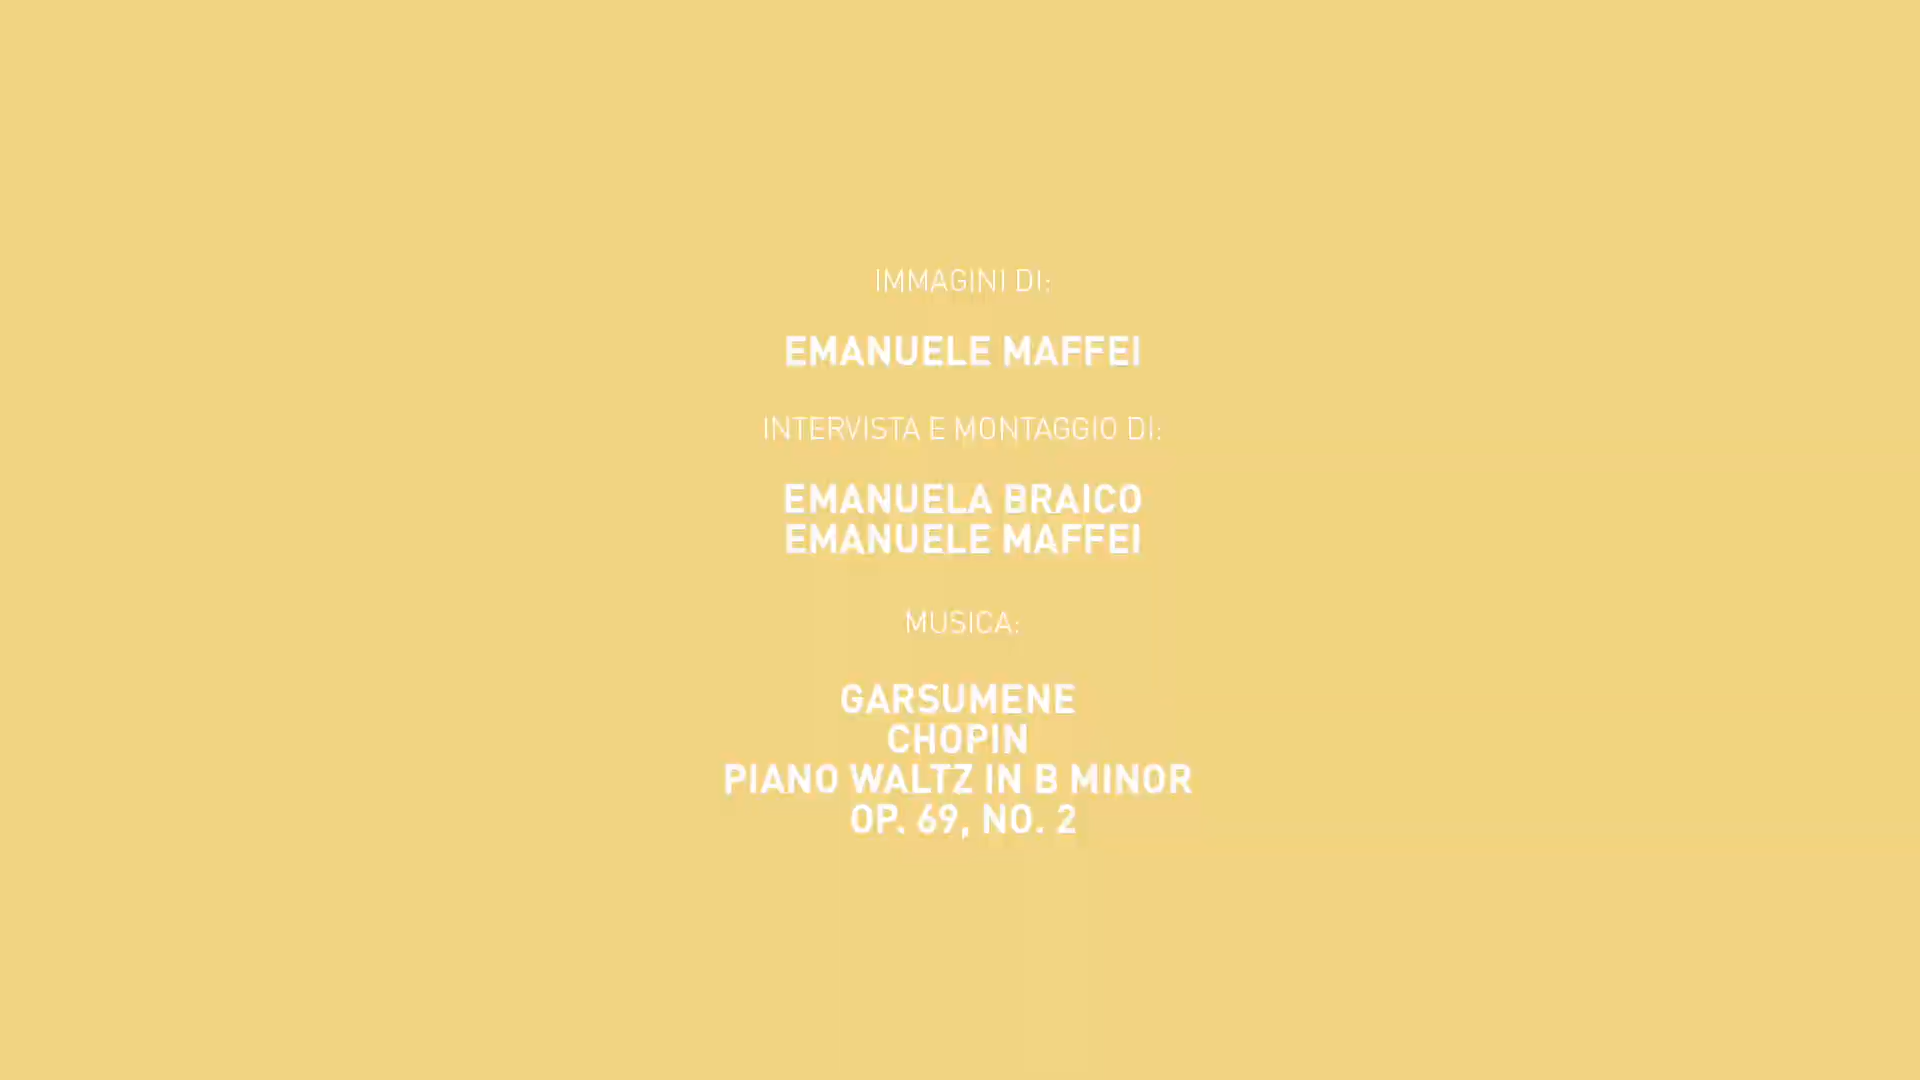 IMMAGINI DI:
EMANUELE MAFFEI
INTERVISTA E MONTAGGIO DI:
EMANUELA BRAICO
EMANUELE MAFFEI
MUSICA:
GARSUMENE
CHOPIN
PIANO WALTZ IN B MINOR
OP. 69, NO. 2